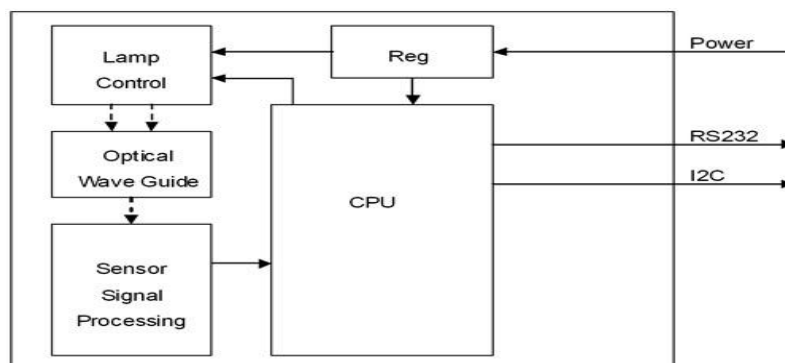 Lamp
Control
Reg
Power
Optical
Wave Guide
CPU
RS232
I2C
Sensor
Signal
Processing